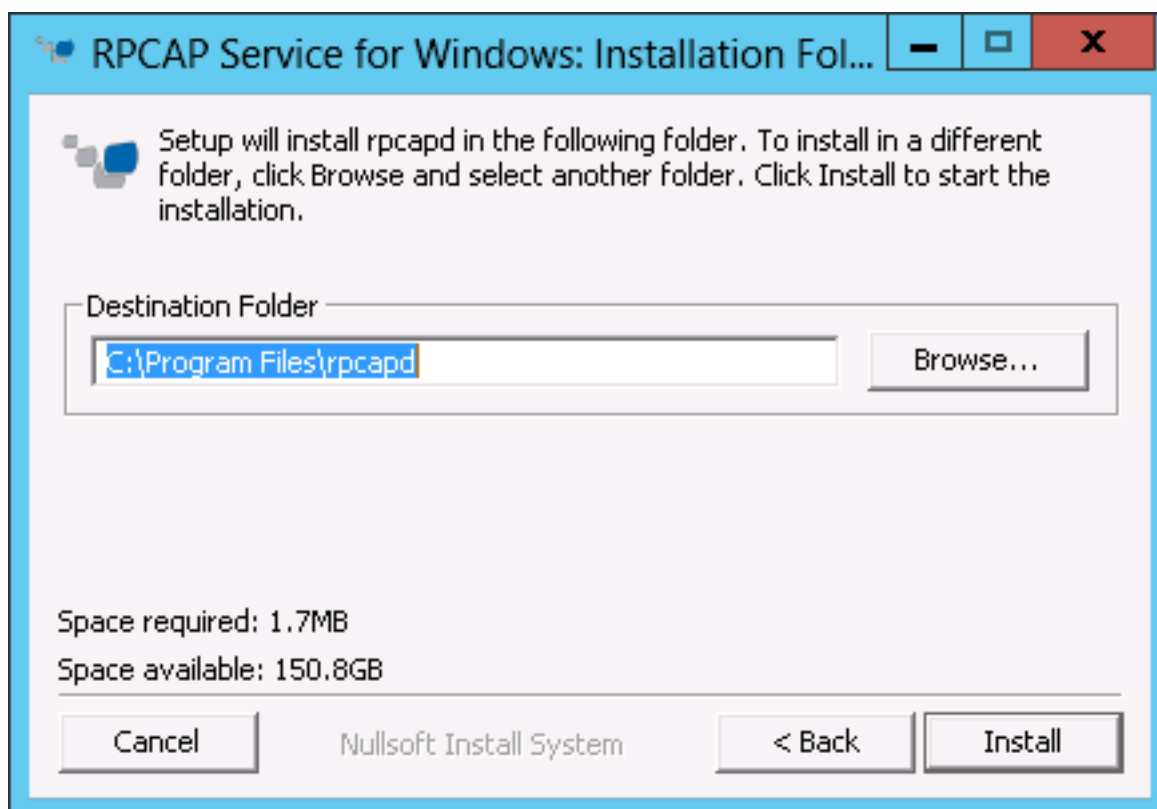 RPCAP Service for Windows: Installation Fol...
Setup will install rpcapd in the following folder. To install in a different
folder, click Browse and select another folder. Click Install to start the
installation.
Destination Folder
C:\Program Files\rpcapd
Browse...
Space required: 1.7MB
Space available: 150.8GB
Cancel
Nullsoft Install System
< Back
Install